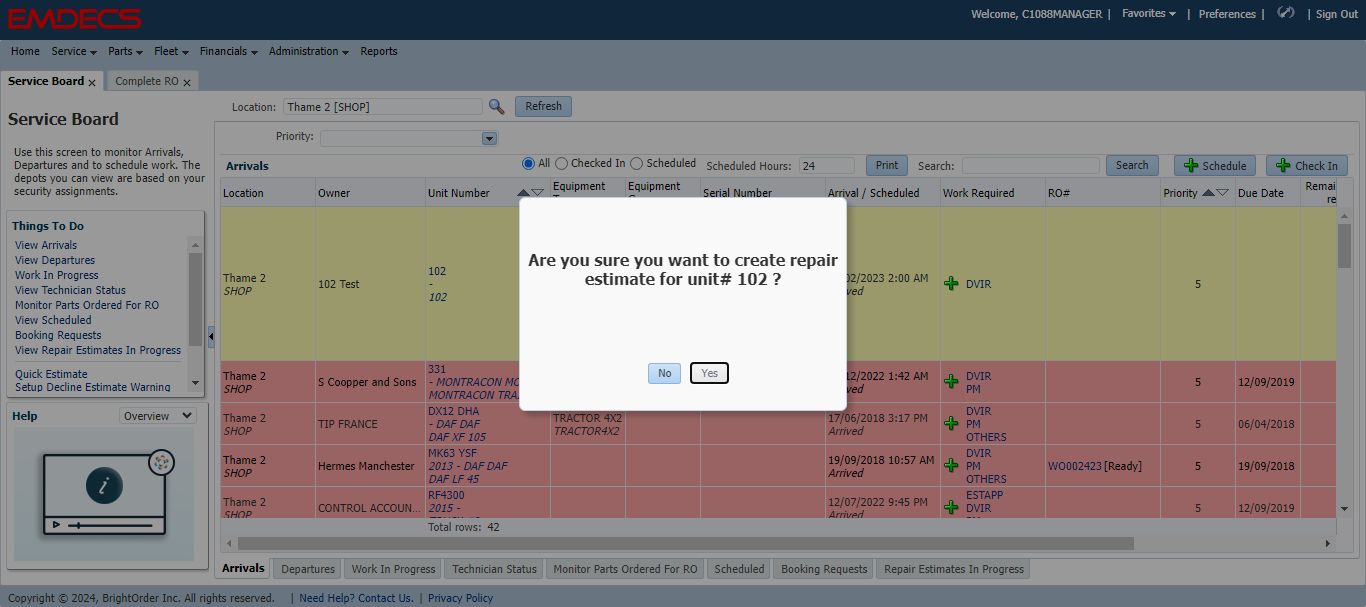 EMDECS
Welcome, C1088MANAGER | Favorites | Preferences | | Sign Out
Home Service Parts Fleet Financials Administration Reports
Service Board x Complete RO x
Service Board
Use this screen to monitor Arrivals,
Departures and to schedule work. The
depots you can view are based on your
security assignments.
Things To Do
View Arrivals
View Departures
Work In Progress
View Technician Status
Monitor Parts Ordered For RO
View Scheduled
Booking Requests
View Repair Estimates In Progress
Quick Estimate
Setup Decline Estimate Warning
Help Overview
Location: Thame 2 [SHOP] Refresh
Priority:
Arrivals All Checked In Scheduled Scheduled Hours: 24 Print Search: Search Schedule Check In
Location Owner Unit Number Equipment Equipment Serial Number Arrival / Scheduled Work Required RO# Priority Due Date Remai
re
Thame 2
SHOP
102 Test
102
-
102
02/2023 2:00 AM
ved
DVIR
5
Are you sure you want to create repair
estimate for unit# 102 ?
No Yes
Thame 2
SHOP
S Coopper and Sons
331
- MONTRACON MO
MONTRACON TRA
12/2022 1:42 AM
ved
DVIR
PM
5
12/09/2019
Thame 2
SHOP
TIP FRANCE
DX12 DHA
- DAF DAF
DAF XF 105
TRACTOR 4X2
TRACTOR4X2
17/06/2018 3:17 PM
Arrived
DVIR
PM
OTHERS
5
06/04/2018
Thame 2
SHOP
Hermes Manchester
MK63 YSF
2013 - DAF DAF
DAF LF 45
19/09/2018 10:57 AM
Arrived
DVIR
PM
OTHERS
WO002423 [Ready]
5
19/09/2018
Thame 2
SHOP
CONTROL ACCOUN...
RF4300
2015 -
12/07/2022 9:45 PM
Arrived
ESTAPP
DVIR
5
12/09/2019
Total rows: 42
Arrivals Departures Work In Progress Technician Status Monitor Parts Ordered For RO Scheduled Booking Requests Repair Estimates In Progress
Copyright © 2024, BrightOrder Inc. All rights reserved. | Need Help? Contact Us. | Privacy Policy